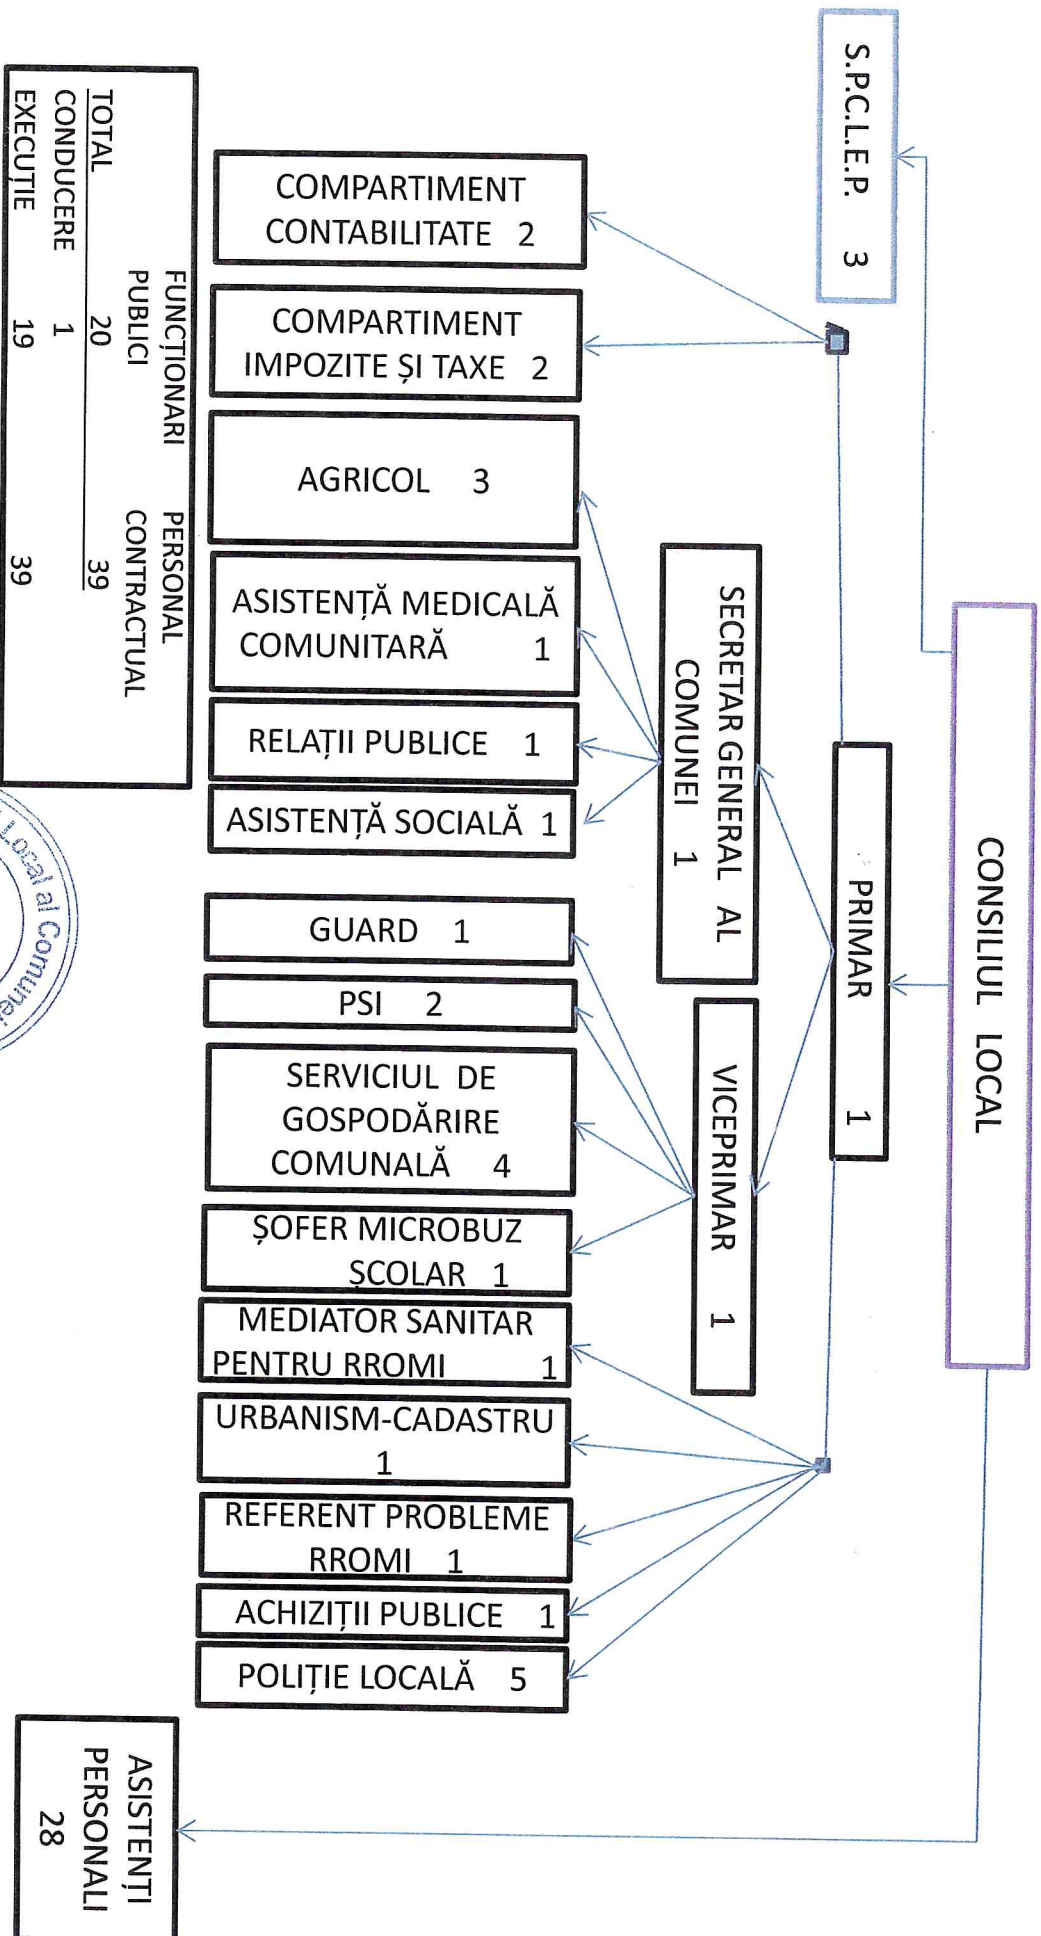 CONSILIUL LOCAL
S.P.C.L.E.P. 3
PRIMAR 1
SECRETAR GENERAL AL
COMUNEI 1
VICEPRIMAR 1
COMPARTIMENT
CONTABILITATE 2
COMPARTIMENT
IMPOZITE ȘI TAXE 2
AGRICOL 3
ASISTENȚĂ MEDICALĂ
COMUNITARĂ 1
RELAȚII PUBLICE 1
ASISTENȚĂ SOCIALĂ 1
GUARD 1
PSI 2
SERVICIUL DE
GOSPODĂRIRE
COMUNALĂ 4
ȘOFER MICROBUZ
ȘCOLAR 1
MEDIATOR SANITAR
PENTRU RROMI 1
URBANISM-CADASTRU
1
REFERENT PROBLEME
RROMI 1
ACHIZIȚII PUBLICE 1
POLIȚIE LOCALĂ 5
ASISTENȚI
PERSONALI
28
FUNCȚIONARI PERSONAL
PUBLICI CONTRACTUAL
TOTAL 20 39
CONDUCERE 1
EXECUȚIE 19 39
Local al Comunei